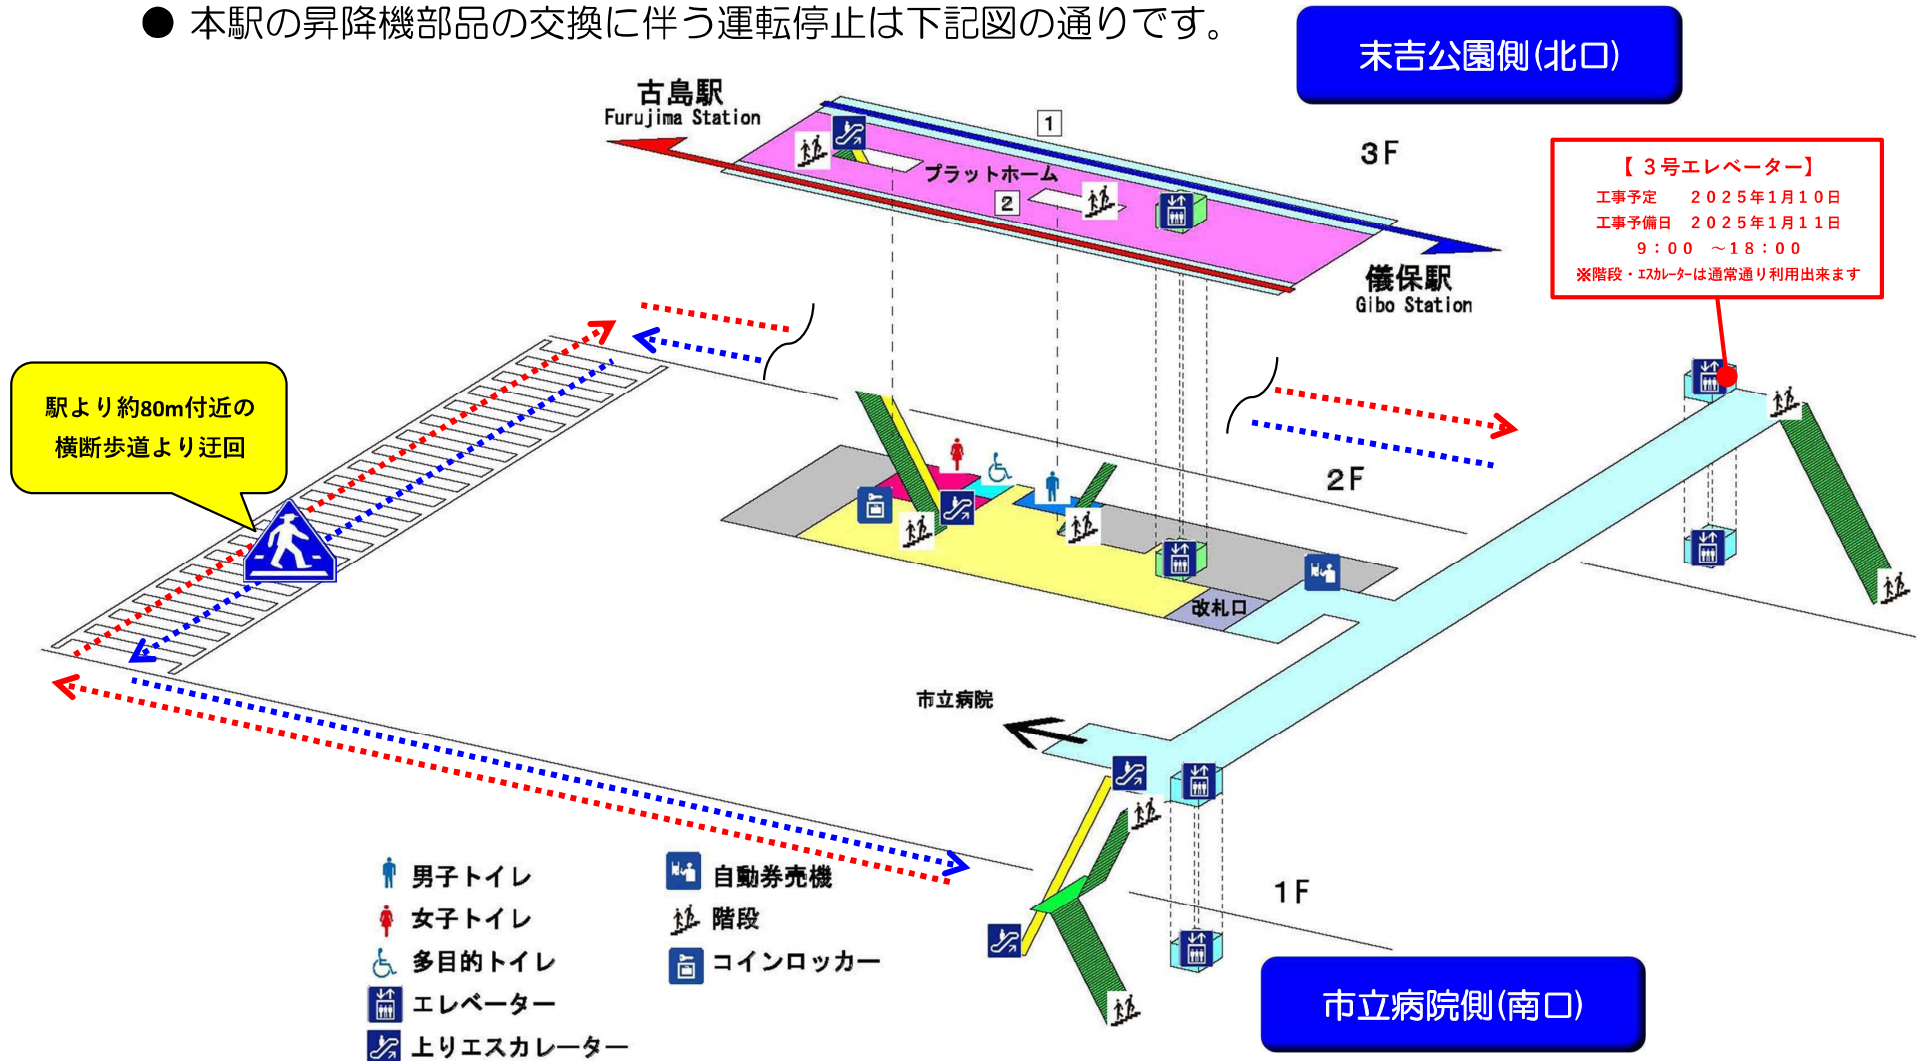 ● 本駅の昇降機部品の交換に伴う運転停止は下記図の通りです。
末吉公園側(北口)
古島駅
Furujima Station
1
3F
プラットホーム
2
儀保駅
Gibo Station
【 3号エレベーター】
工事予定 2025年1月10日
工事予備日 2025年1月11日
9:00 ～18:00
※階段・エスカレーターは通常通り利用出来ます
駅より約80m付近の
横断歩道より迂回
2F
改札口
市立病院
1F
男子トイレ
女子トイレ
多目的トイレ
エレベーター
上りエスカレーター
自動券売機
階段
コインロッカー
市立病院側(南口)